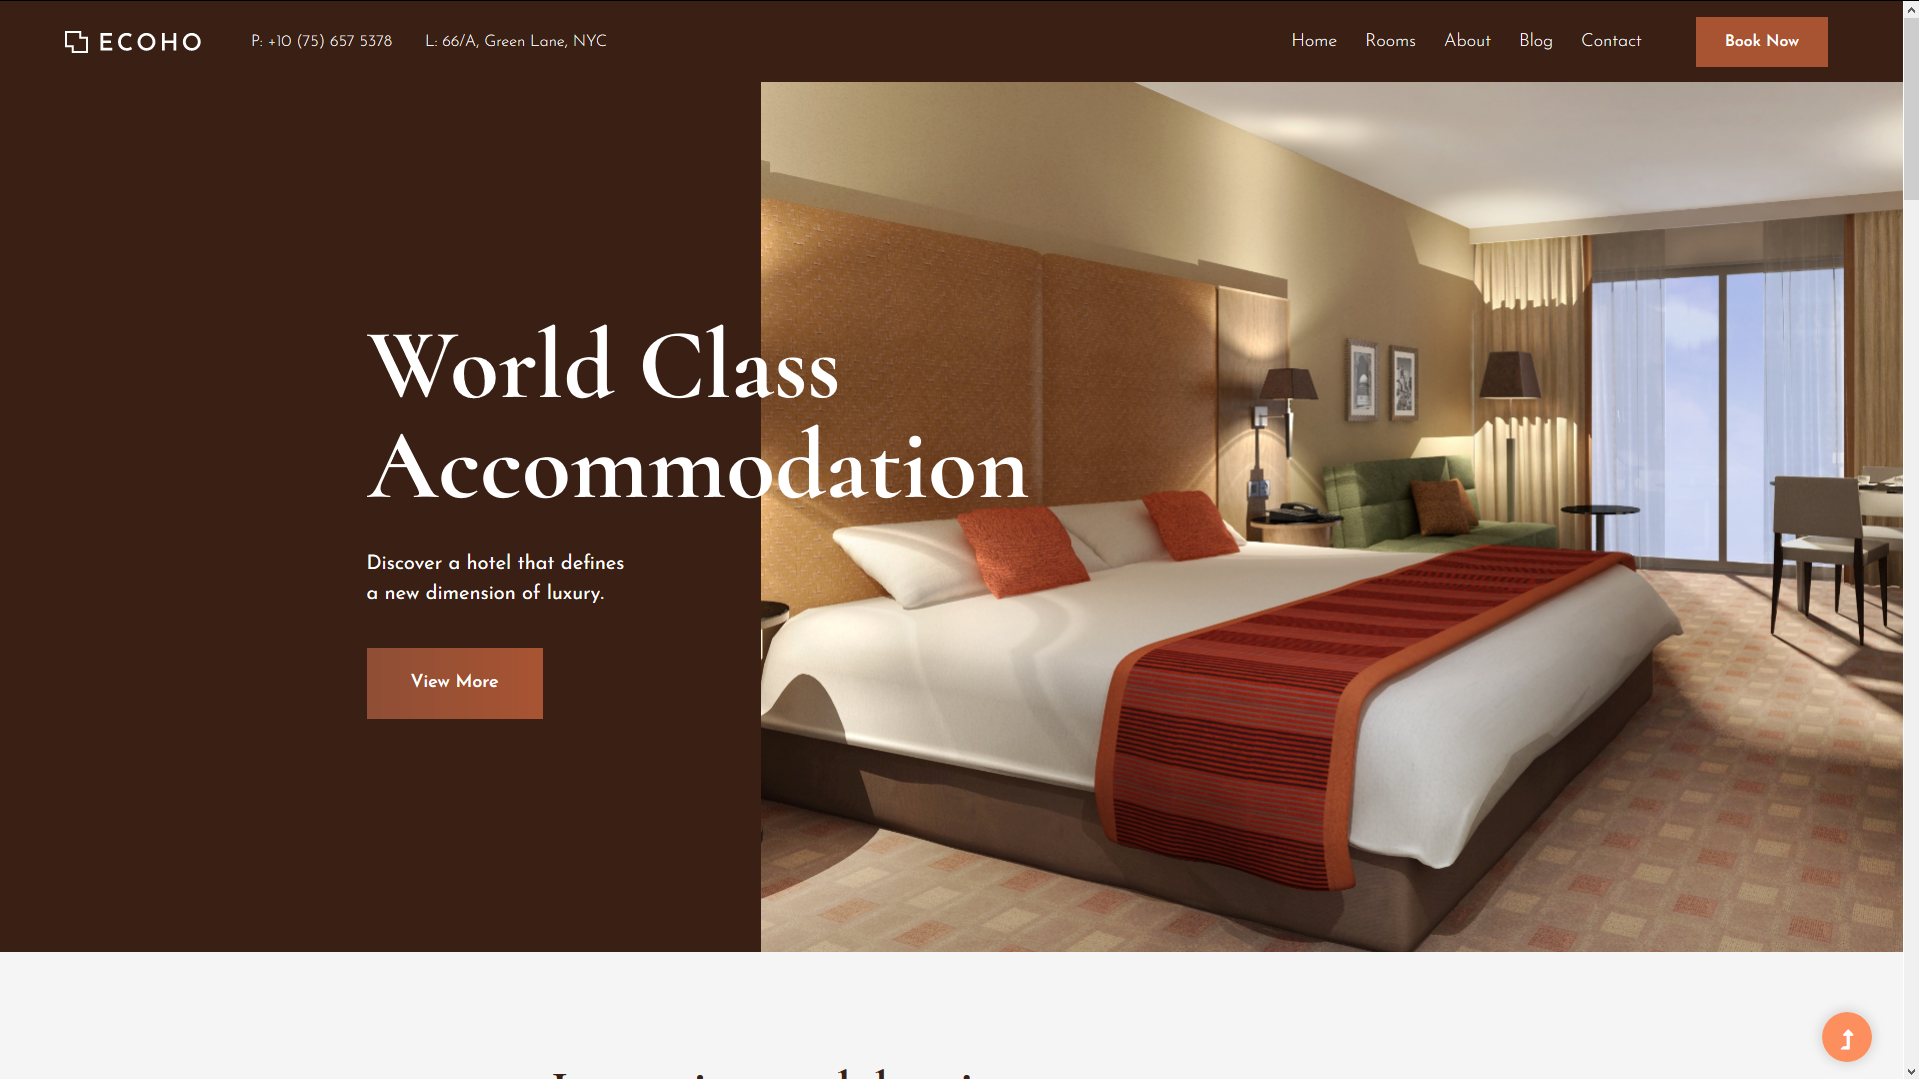 ECOHO
P: +10 (75) 657 5378
L: 66/A, Green Lane, NYC
Home
Rooms
About
Blog
Contact
Book Now
World Class
Accommodation
Discover a hotel that defines
a new dimension of luxury.
View More